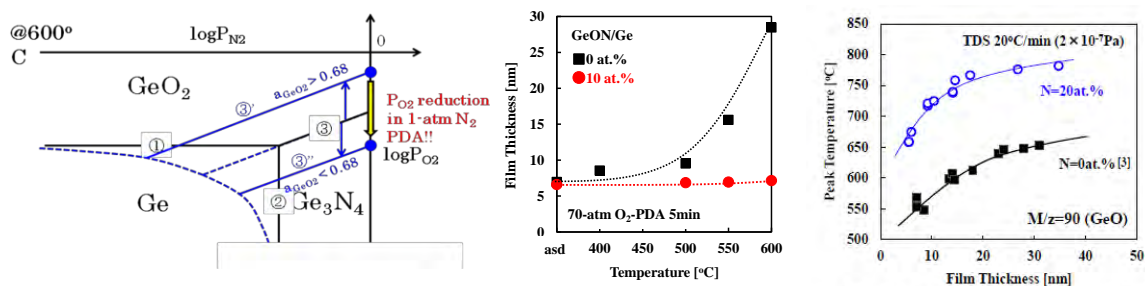 @600°
C
logP_N2
0
GeO₂
a_GeO2 > 0.68
③'
P_O2 reduction
in 1-atm N₂
PDA!!
①
③
logP_O2
③''
a_GeO2 < 0.68
Ge
②
Ge₃N₄
30
25
20
15
10
5
0
Film Thickness [nm]
GeON/Ge
0 at.%
10 at.%
70-atm O₂-PDA 5min
asd
400
500
550
600
Temperature [°C]
850
800
750
700
650
600
550
500
Peak Temperature [°C]
TDS 20°C/min (2×10⁻⁷Pa)
N=20at.%
N=0at.%[3]
M/z=90 (GeO)
0
10
20
30
40
50
Film Thickness [nm]